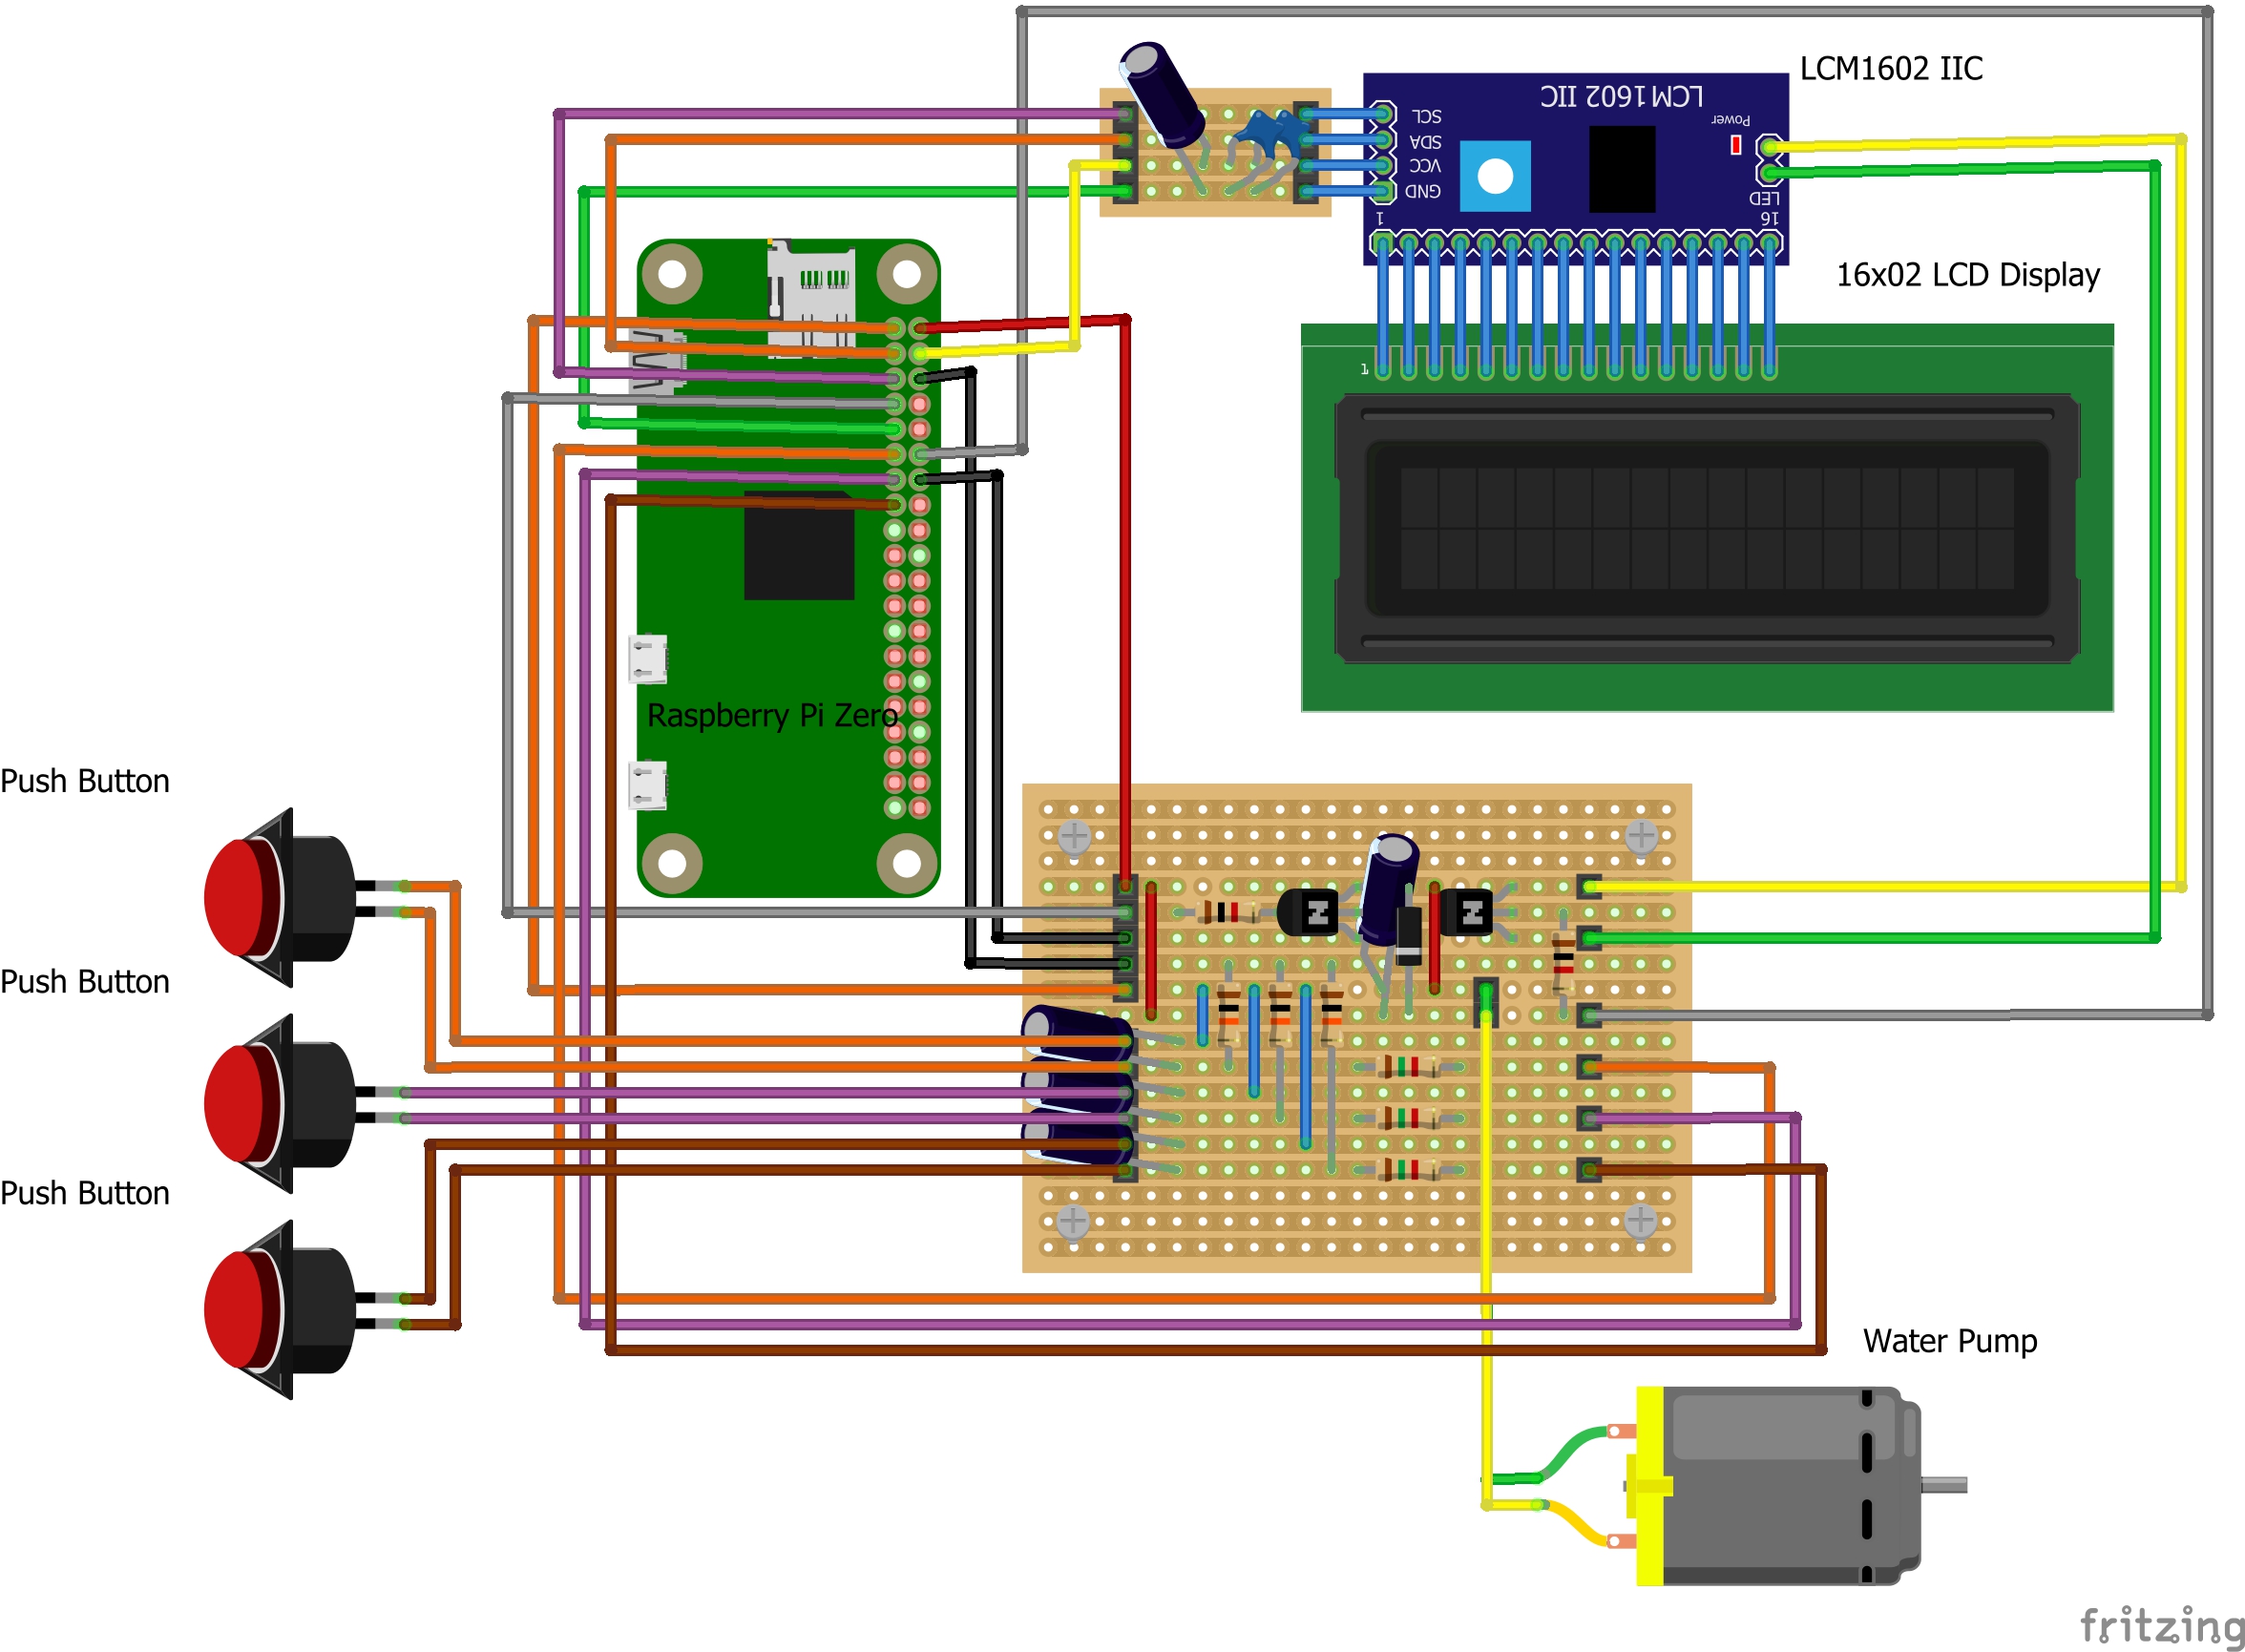 LCM1602 IIC
LCM1602 IIC
SCL
SDA
VCC
GND
Power
LED
1
16
16x02 LCD Display
1
Raspberry Pi Zero
Push Button
Push Button
Push Button
Water Pump
fritzing